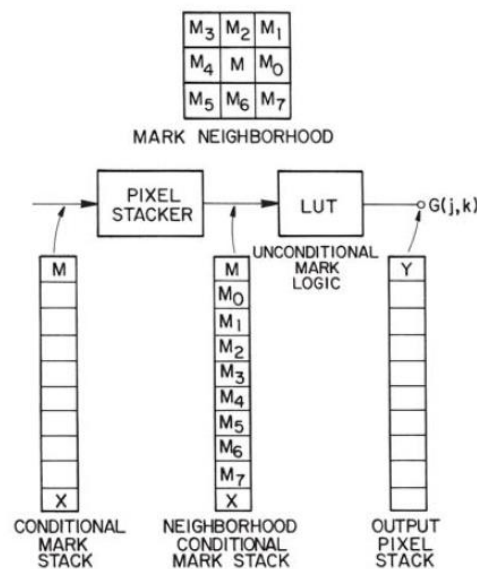 M₃ M₂ M₁
M₄ M M₀
M₅ M₆ M₇
MARK NEIGHBORHOOD
PIXEL
STACKER
LUT
G(j,k)
UNCONDITIONAL
MARK
LOGIC
M
X
CONDITIONAL
MARK
STACK
M
M₀
M₁
M₂
M₃
M₄
M₅
M₆
M₇
X
NEIGHBORHOOD
CONDITIONAL
MARK STACK
Y
OUTPUT
PIXEL
STACK